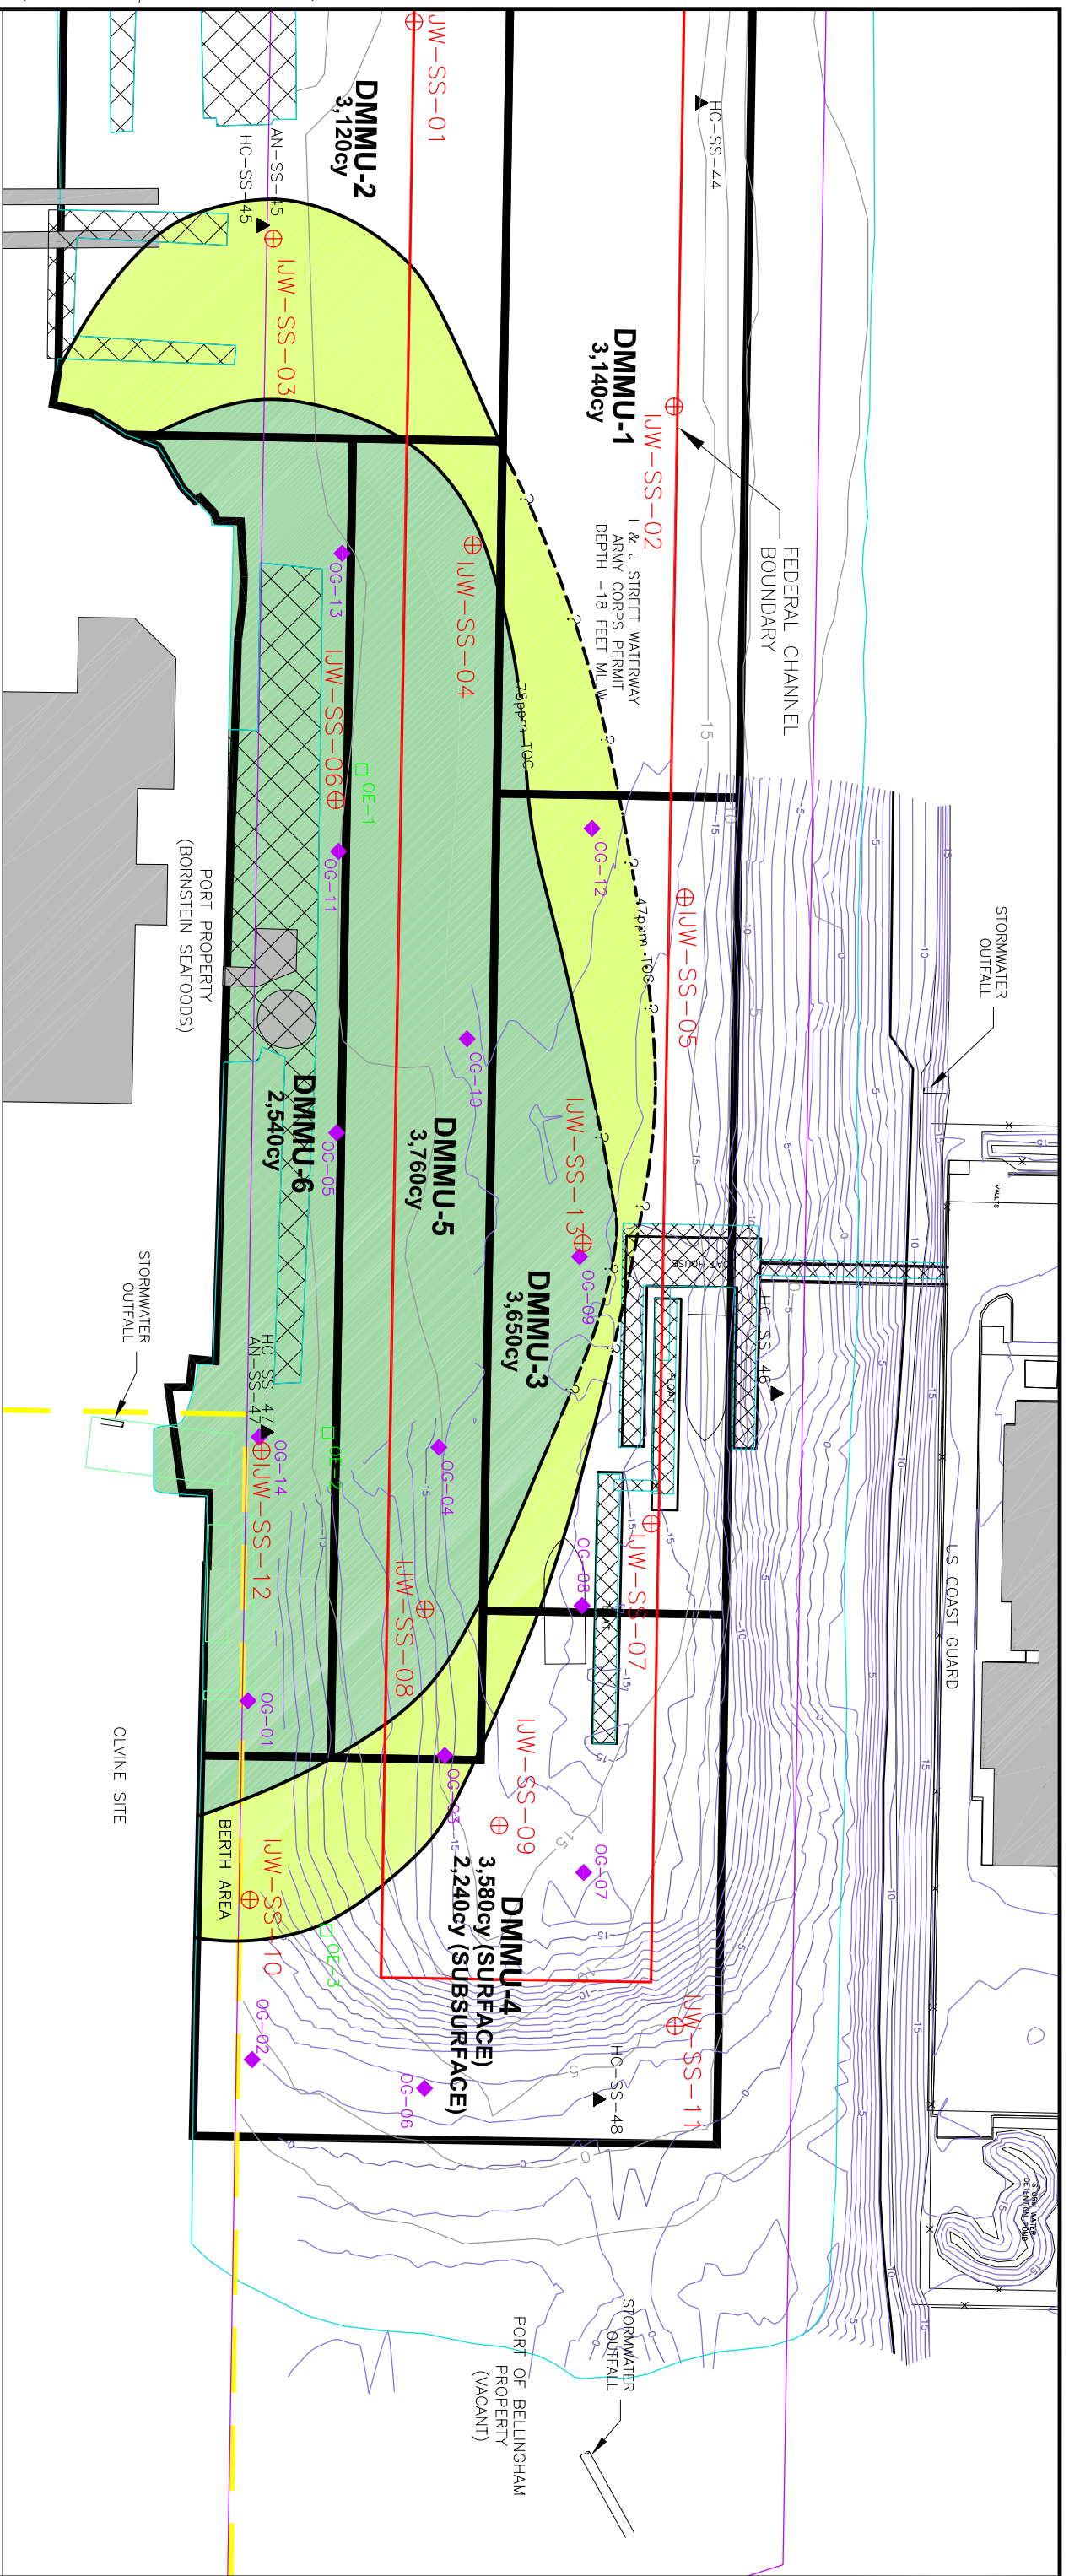 IJW-SS-01
DMMU-2
3,120cy
AN-SS-45
HC-SS-45
IJW-SS-03
HC-SS-44
DMMU-1
3,140cy
IJW-SS-02
FEDERAL CHANNEL
BOUNDARY
I & J STREET WATERWAY
ARMY CORPS PERMIT
DEPTH -18 FEET MLLW
IJW-SS-04
OG-13
IJW-SS-06
OE-1
OG-11
78ppm TOC
OG-12
47ppm TOC
IJW-SS-05
PORT PROPERTY
(BORNSTEIN SEAFOODS)
STORMWATER
OUTFALL
VAULTS
OG-10
IJW-SS-13
OG-09
DMMU-6
2,540cy
OG-05
DMMU-5
3,760cy
DMMU-3
3,650cy
HC-SS-46
FLOAT
STORMWATER
OUTFALL
HC-SS-47
AN-SS-47
OG-14
IJW-SS-12
OE-2
OG-04
IJW-SS-08
OG-08
FLOAT
IJW-SS-07
US COAST GUARD
OG-01
OLVINE SITE
BERTH AREA
IJW-SS-10
OG-03
IJW-SS-09
OG-07
DMMU-4
3,580cy (SURFACE)
2,240cy (SUBSURFACE)
OE-3
OG-02
OG-06
IJW-SS-11
HC-SS-48
STORM WATER
DETENTION POND
STORMWATER
OUTFALL
PORT OF BELLINGHAM
PROPERTY
(VACANT)